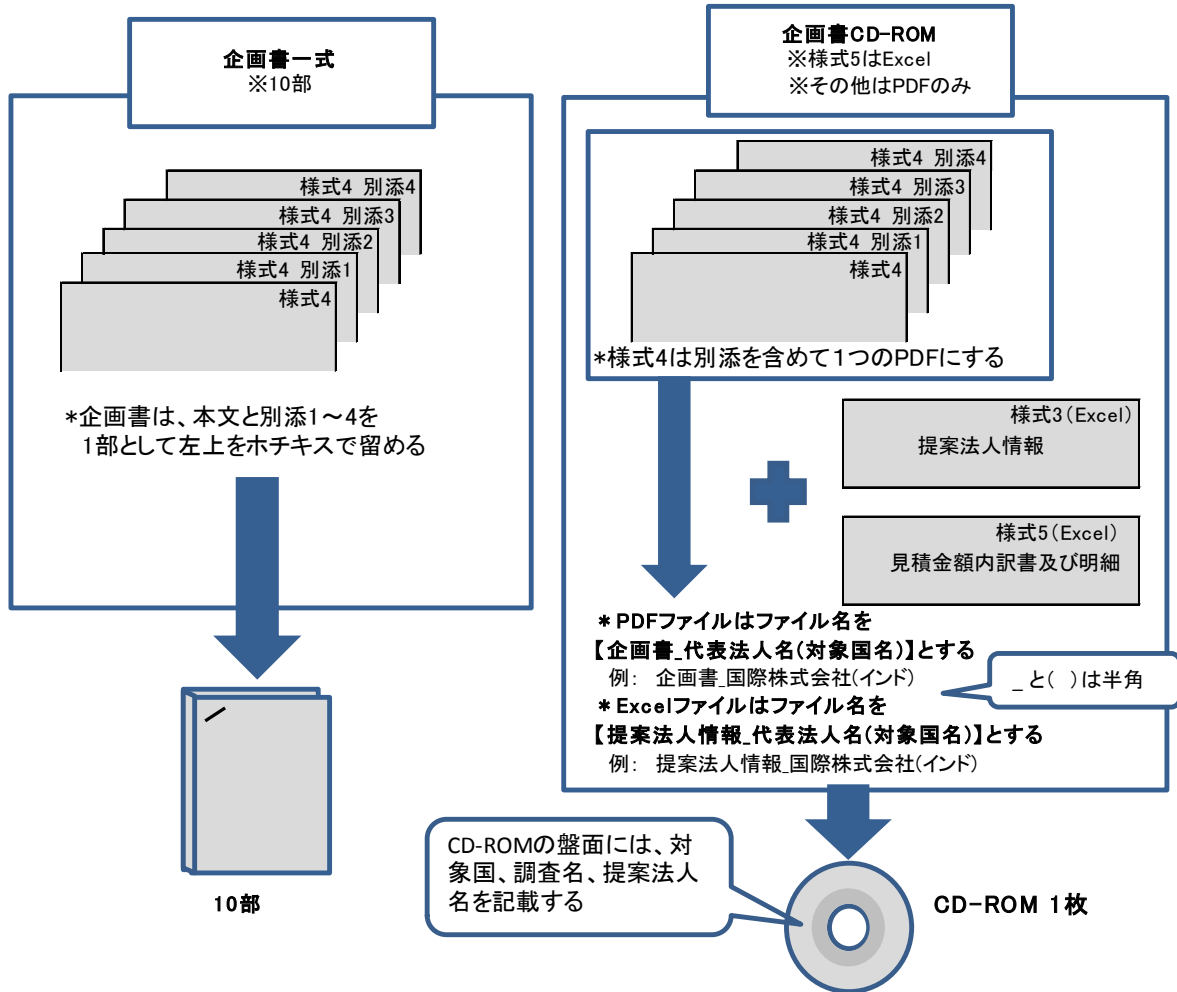 企画書一式
※10部
様式4 別添4
様式4 別添3
様式4 別添2
様式4 別添1
様式4
*企画書は、本文と別添1～4を
1部として左上をホチキスで留める
10部
企画書CD-ROM
※様式5はExcel
※その他はPDFのみ
様式4 別添4
様式4 別添3
様式4 別添2
様式4 別添1
様式4
*様式4は別添を含めて1つのPDFにする
様式3(Excel)
提案法人情報
様式5(Excel)
見積金額内訳書及び明細
*PDFファイルはファイル名を
【企画書_代表法人名(対象国名)】とする
例: 企画書_国際株式会社(インド)
_と( )は半角
*Excelファイルはファイル名を
【提案法人情報_代表法人名(対象国名)】とする
例: 提案法人情報_国際株式会社(インド)
CD-ROMの盤面には、対
象国、調査名、提案法人
名を記載する
CD-ROM 1枚